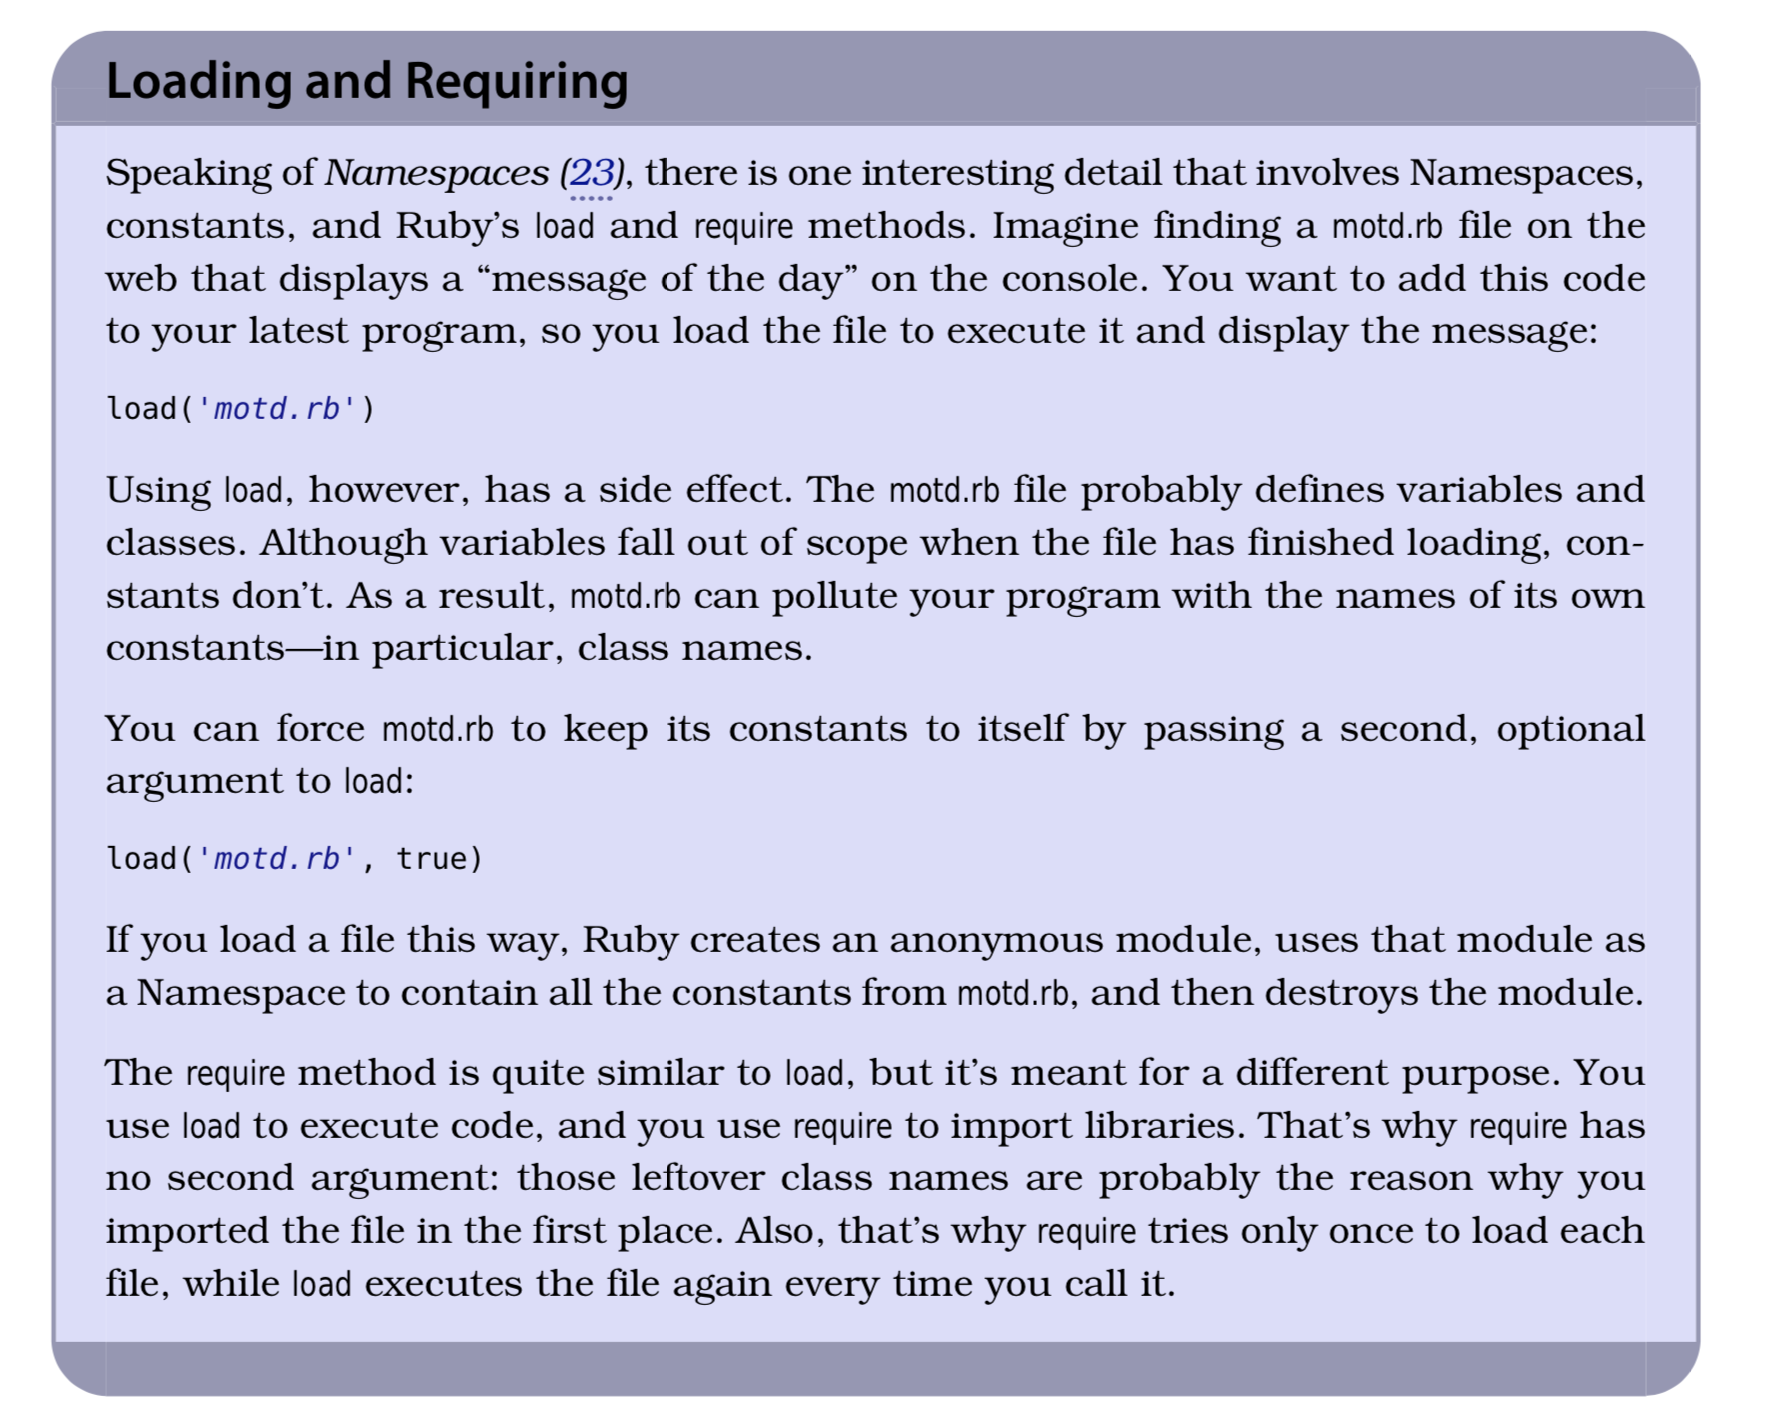 Loading and Requiring
Speaking of Namespaces (23), there is one interesting detail that involves Namespaces,
constants, and Ruby’s load and require methods. Imagine finding a motd.rb file on the
web that displays a “message of the day” on the console. You want to add this code
to your latest program, so you load the file to execute it and display the message:
load('motd.rb')
Using load, however, has a side effect. The motd.rb file probably defines variables and
classes. Although variables fall out of scope when the file has finished loading, con-
stants don’t. As a result, motd.rb can pollute your program with the names of its own
constants—in particular, class names.
You can force motd.rb to keep its constants to itself by passing a second, optional
argument to load:
load('motd.rb', true)
If you load a file this way, Ruby creates an anonymous module, uses that module as
a Namespace to contain all the constants from motd.rb, and then destroys the module.
The require method is quite similar to load, but it’s meant for a different purpose. You
use load to execute code, and you use require to import libraries. That’s why require has
no second argument: those leftover class names are probably the reason why you
imported the file in the first place. Also, that’s why require tries only once to load each
file, while load executes the file again every time you call it.